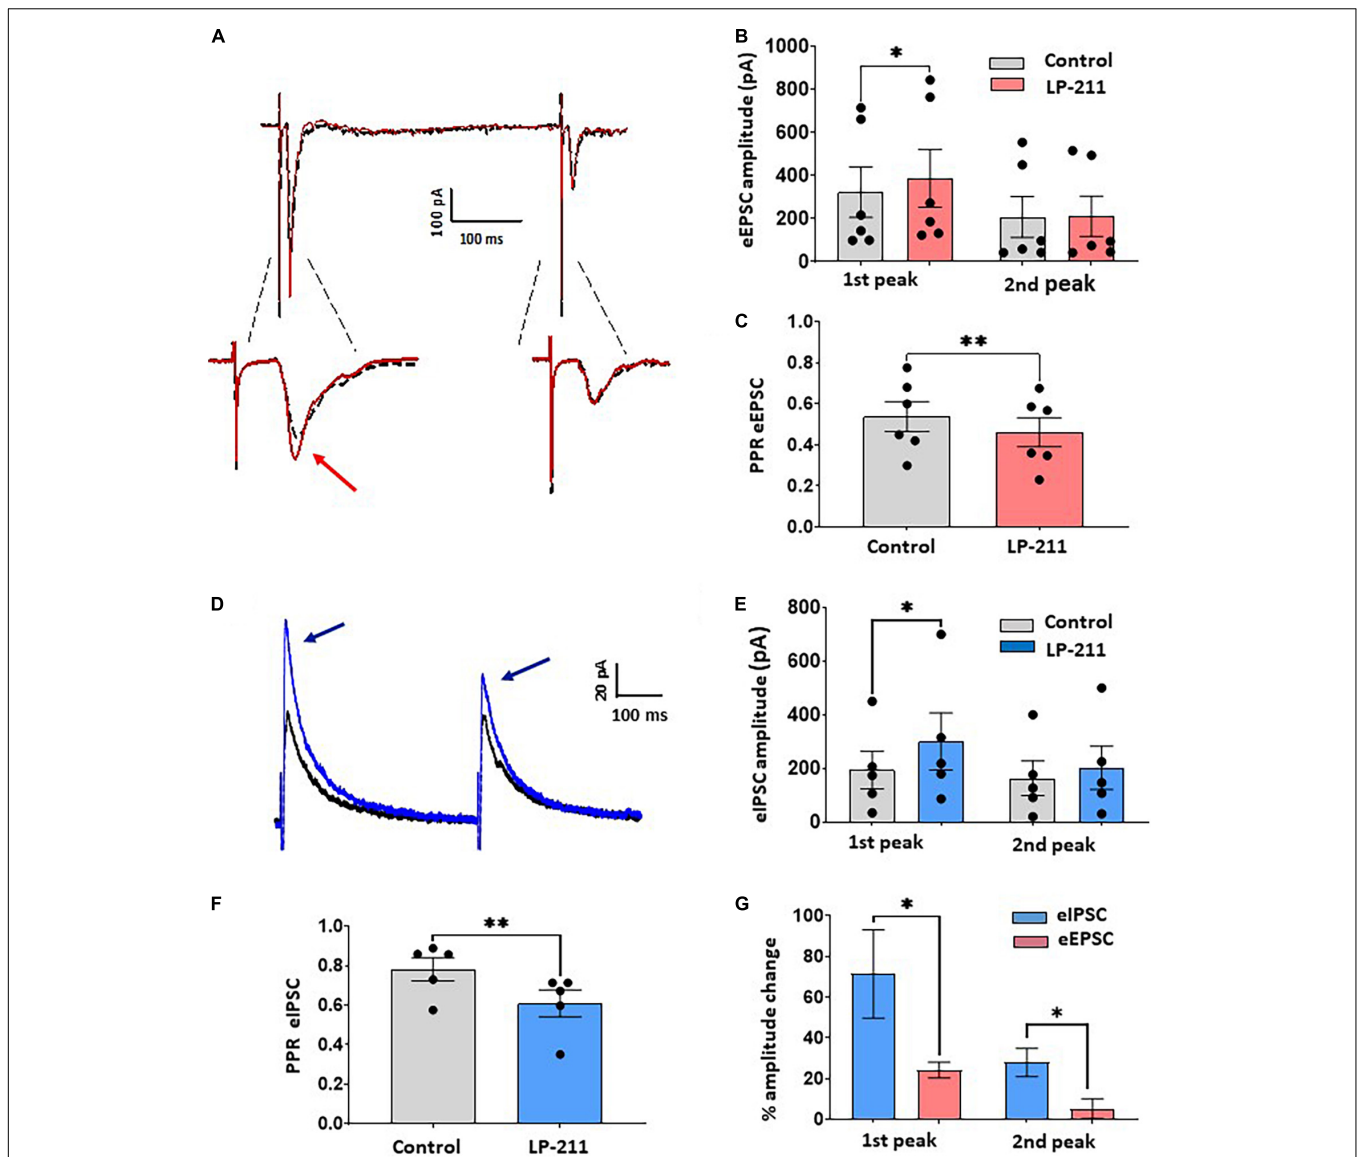 A
100 pA
100 ms
B
eEPSC amplitude (pA)
1000
800
600
400
200
0
*
Control
LP-211
1st peak
2nd peak
C
PPR eEPSC
1.0
0.8
0.6
0.4
0.2
0.0
**
Control
LP-211
D
20 pA
100 ms
E
eIPSC amplitude (pA)
800
600
400
200
0
*
Control
LP-211
1st peak
2nd peak
F
PPR eIPSC
1.0
0.8
0.6
0.4
0.2
0.0
**
Control
LP-211
G
% amplitude change
100
80
60
40
20
0
*
*
eIPSC
eEPSC
1st peak
2nd peak